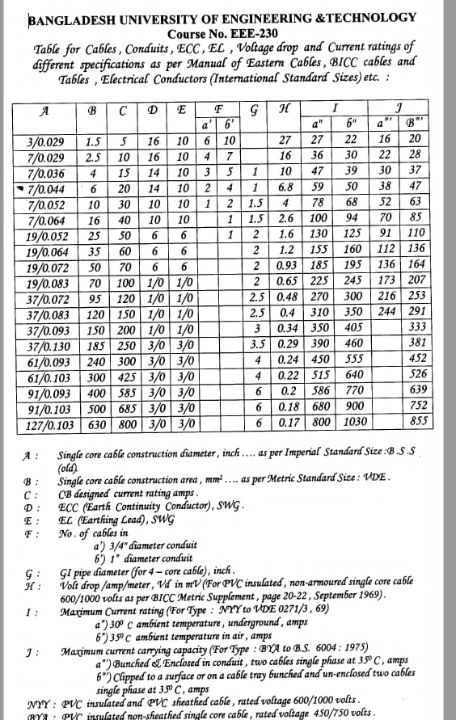 BANGLADESH UNIVERSITY OF ENGINEERING &TECHNOLOGY
Course No. EEE-230
Table for Cables, Conduits, ECC, EL, Voltage drop and Current ratings of
different specifications as per Manual of Eastern Cables, BICC cables and
Tables, Electrical Conductors (International Standard Sizes) etc. :
A B C D E F G H I J
a' b' a" b" a"' B"'
3/0.029 1.5 5 16 10 6 10 27 27 22 16 20
7/0.029 2.5 10 16 10 4 7 16 36 30 22 28
7/0.036 4 15 14 10 3 5 1 10 47 39 30 37
7/0.044 6 20 14 10 2 4 1 6.8 59 50 38 47
7/0.052 10 30 10 10 1 2 1.5 4 78 68 52 63
7/0.064 16 40 10 10 1 1.5 2.6 100 94 70 85
19/0.052 25 50 6 6 1 2 1.6 130 125 91 110
19/0.064 35 60 6 6 2 1.2 155 160 112 136
19/0.072 50 70 6 6 2 0.93 185 195 136 164
19/0.083 70 100 1/0 1/0 2 0.65 225 245 173 207
37/0.072 95 120 1/0 1/0 2.5 0.48 270 300 216 253
37/0.083 120 150 1/0 1/0 2.5 0.4 310 350 244 291
37/0.093 150 200 1/0 1/0 3 0.34 350 405 333
37/0.130 185 250 3/0 3/0 3.5 0.29 390 460 381
61/0.093 240 300 3/0 3/0 4 0.24 450 555 452
61/0.103 300 425 3/0 3/0 4 0.22 515 640 526
91/0.093 400 585 3/0 3/0 6 0.2 586 770 639
91/0.103 500 685 3/0 3/0 6 0.18 680 900 752
127/0.103 630 800 3/0 3/0 6 0.17 800 1030 855
A : Single core cable construction diameter, inch .... as per Imperial Standard Size :B .S .S
(old).
B : Single core cable construction area, mm² .... as per Metric Standard Size : VDE.
C : CB designed current rating amps.
D : ECC (Earth Continuity Conductor), SWG.
E : EL (Earthing Lead), SWG
F : No. of cables in
a') 3/4" diameter conduit
b') 1" diameter conduit
G : GI pipe diameter (for 4 – core cable), inch.
H : Volt drop /amp/meter, Vd in mV (For PVC insulated, non-armoured single core cable
600/1000 volts as per BICC Metric Supplement, page 20-22, September 1969).
I : Maximum Current rating (For Type : NYY to VDE 0271/3, 69)
a") 30⁰ C ambient temperature, underground, amps
b") 35⁰ C ambient temperature in air, amps
J : Maximum current carrying capacity (For Type : BYA to B.S. 6004 : 1975)
a"') Bunched & Enclosed in conduit, two cables single phase at 35⁰ C, amps
b"') Clipped to a surface or on a cable tray bunched and un-enclosed two cables
single phase at 35⁰ C, amps
NYY : PVC insulated and PVC sheathed cable, rated voltage 600/1000 volts.
BYA : PVC insulated non-sheathed single core cable, rated voltage 450/750 volts.